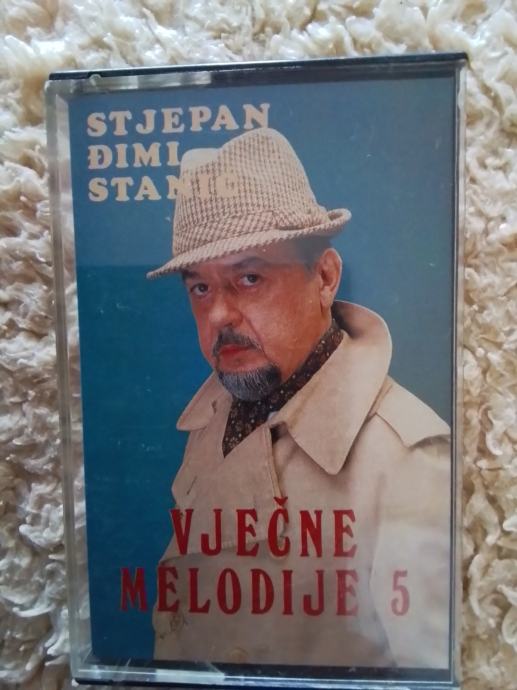 STJEPAN
ĐIMI
STANIĆ
VJEČNE
MELODIJE 5